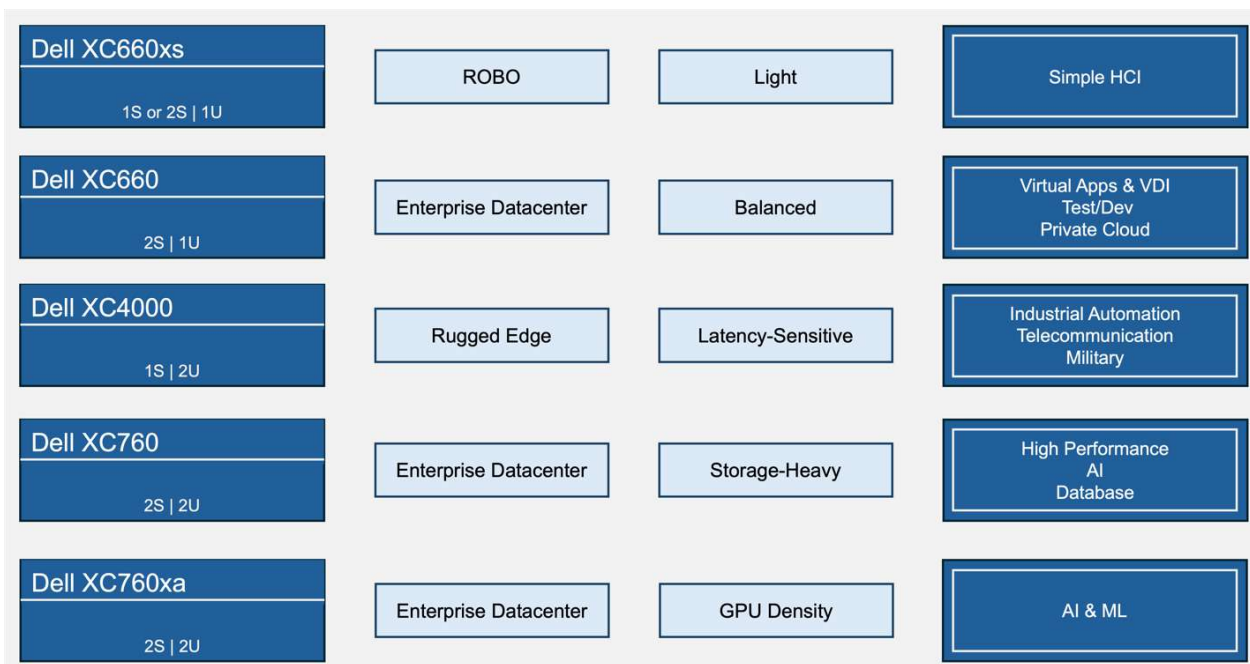 Dell XC660xs
1S or 2S | 1U
ROBO
Light
Simple HCI
Dell XC660
2S | 1U
Enterprise Datacenter
Balanced
Virtual Apps & VDI
Test/Dev
Private Cloud
Dell XC4000
1S | 2U
Rugged Edge
Latency-Sensitive
Industrial Automation
Telecommunication
Military
Dell XC760
2S | 2U
Enterprise Datacenter
Storage-Heavy
High Performance
AI
Database
Dell XC760xa
2S | 2U
Enterprise Datacenter
GPU Density
AI & ML